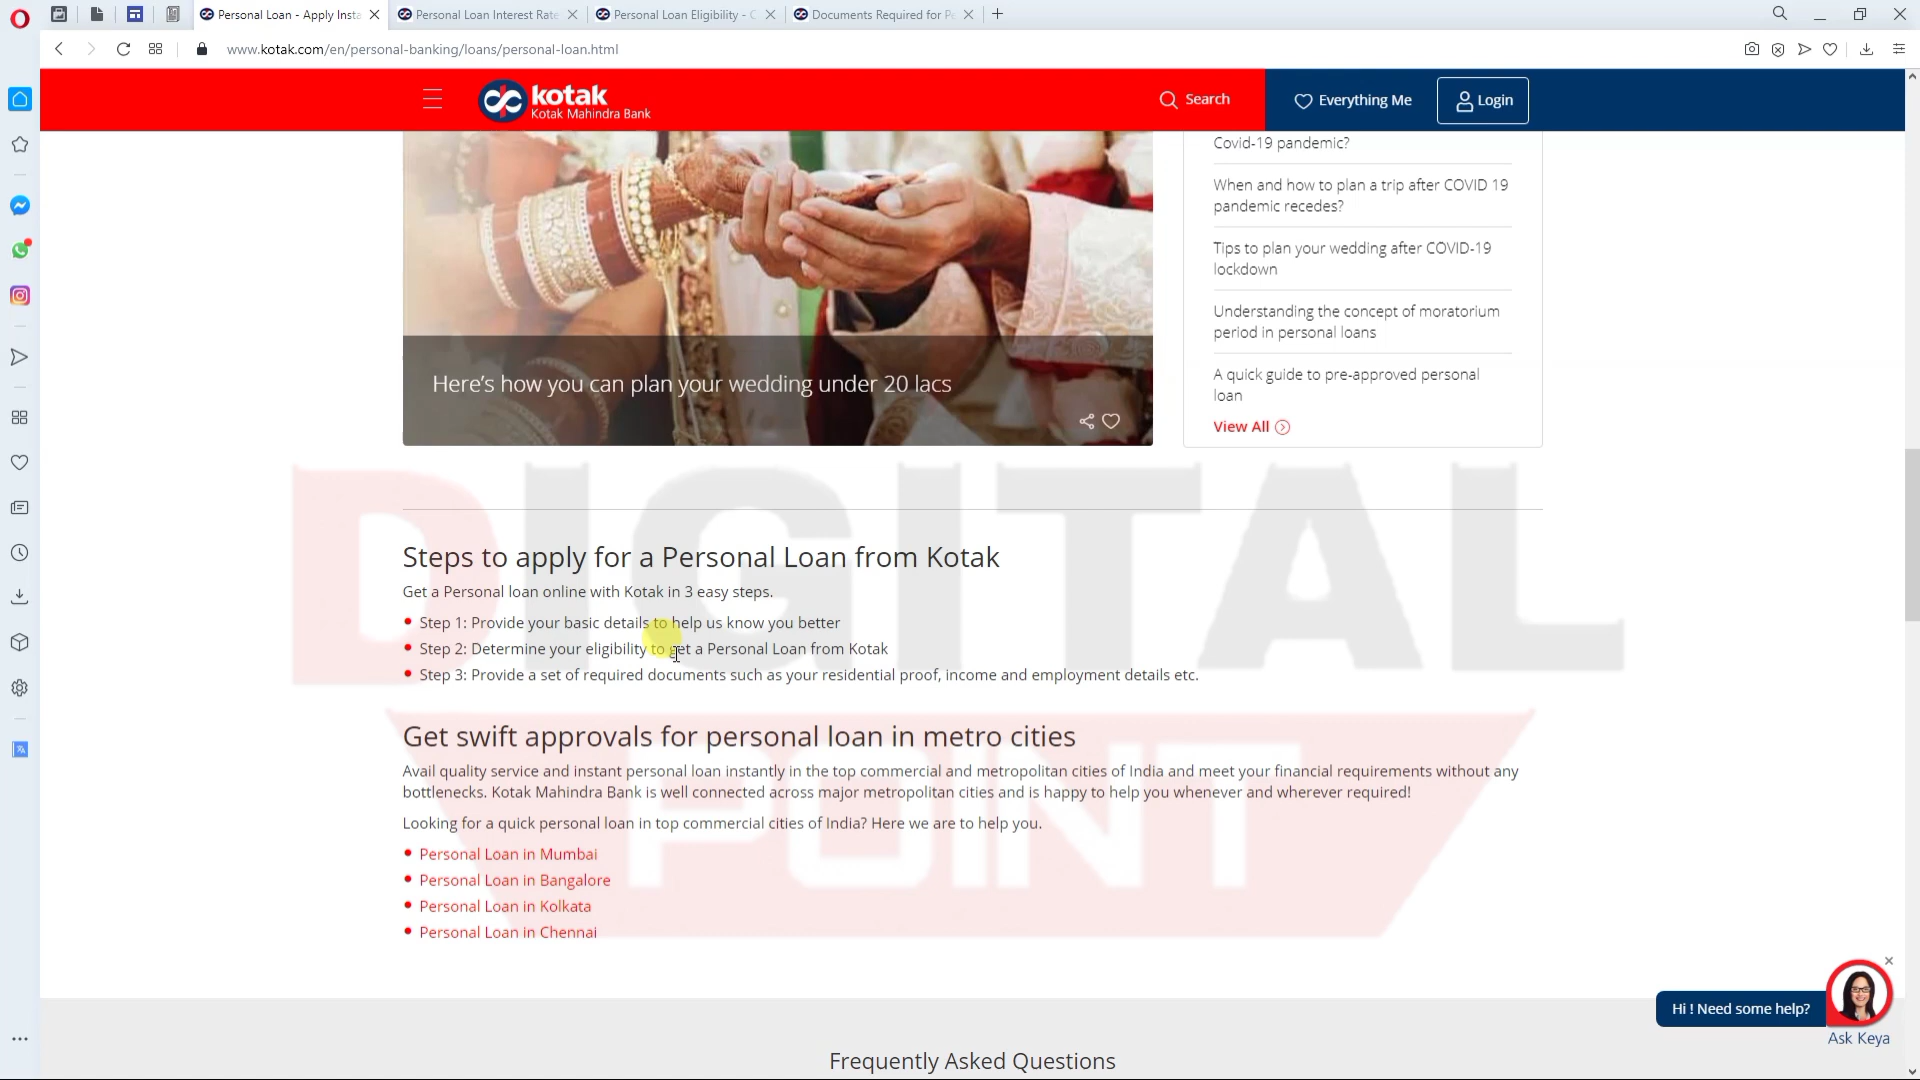 Personal Loan - Apply Insta
Personal Loan Interest Rate
Personal Loan Eligibility - C
Documents Required for Pe
www.kotak.com/en/personal-banking/loans/personal-loan.html
kotak
Kotak Mahindra Bank
Search
Everything Me
Login
Covid-19 pandemic?
When and how to plan a trip after COVID 19
pandemic recedes?
Tips to plan your wedding after COVID-19
lockdown
Understanding the concept of moratorium
period in personal loans
A quick guide to pre-approved personal
loan
View All
Here’s how you can plan your wedding under 20 lacs
DIGITAL
POINT
Steps to apply for a Personal Loan from Kotak
Get a Personal loan online with Kotak in 3 easy steps.
Step 1: Provide your basic details to help us know you better
Step 2: Determine your eligibility to get a Personal Loan from Kotak
Step 3: Provide a set of required documents such as your residential proof, income and employment details etc.
Get swift approvals for personal loan in metro cities
Avail quality service and instant personal loan instantly in the top commercial and metropolitan cities of India and meet your financial requirements without any
bottlenecks. Kotak Mahindra Bank is well connected across major metropolitan cities and is happy to help you whenever and wherever required!
Looking for a quick personal loan in top commercial cities of India? Here we are to help you.
Personal Loan in Mumbai
Personal Loan in Bangalore
Personal Loan in Kolkata
Personal Loan in Chennai
Hi ! Need some help?
Ask Keya
Frequently Asked Questions